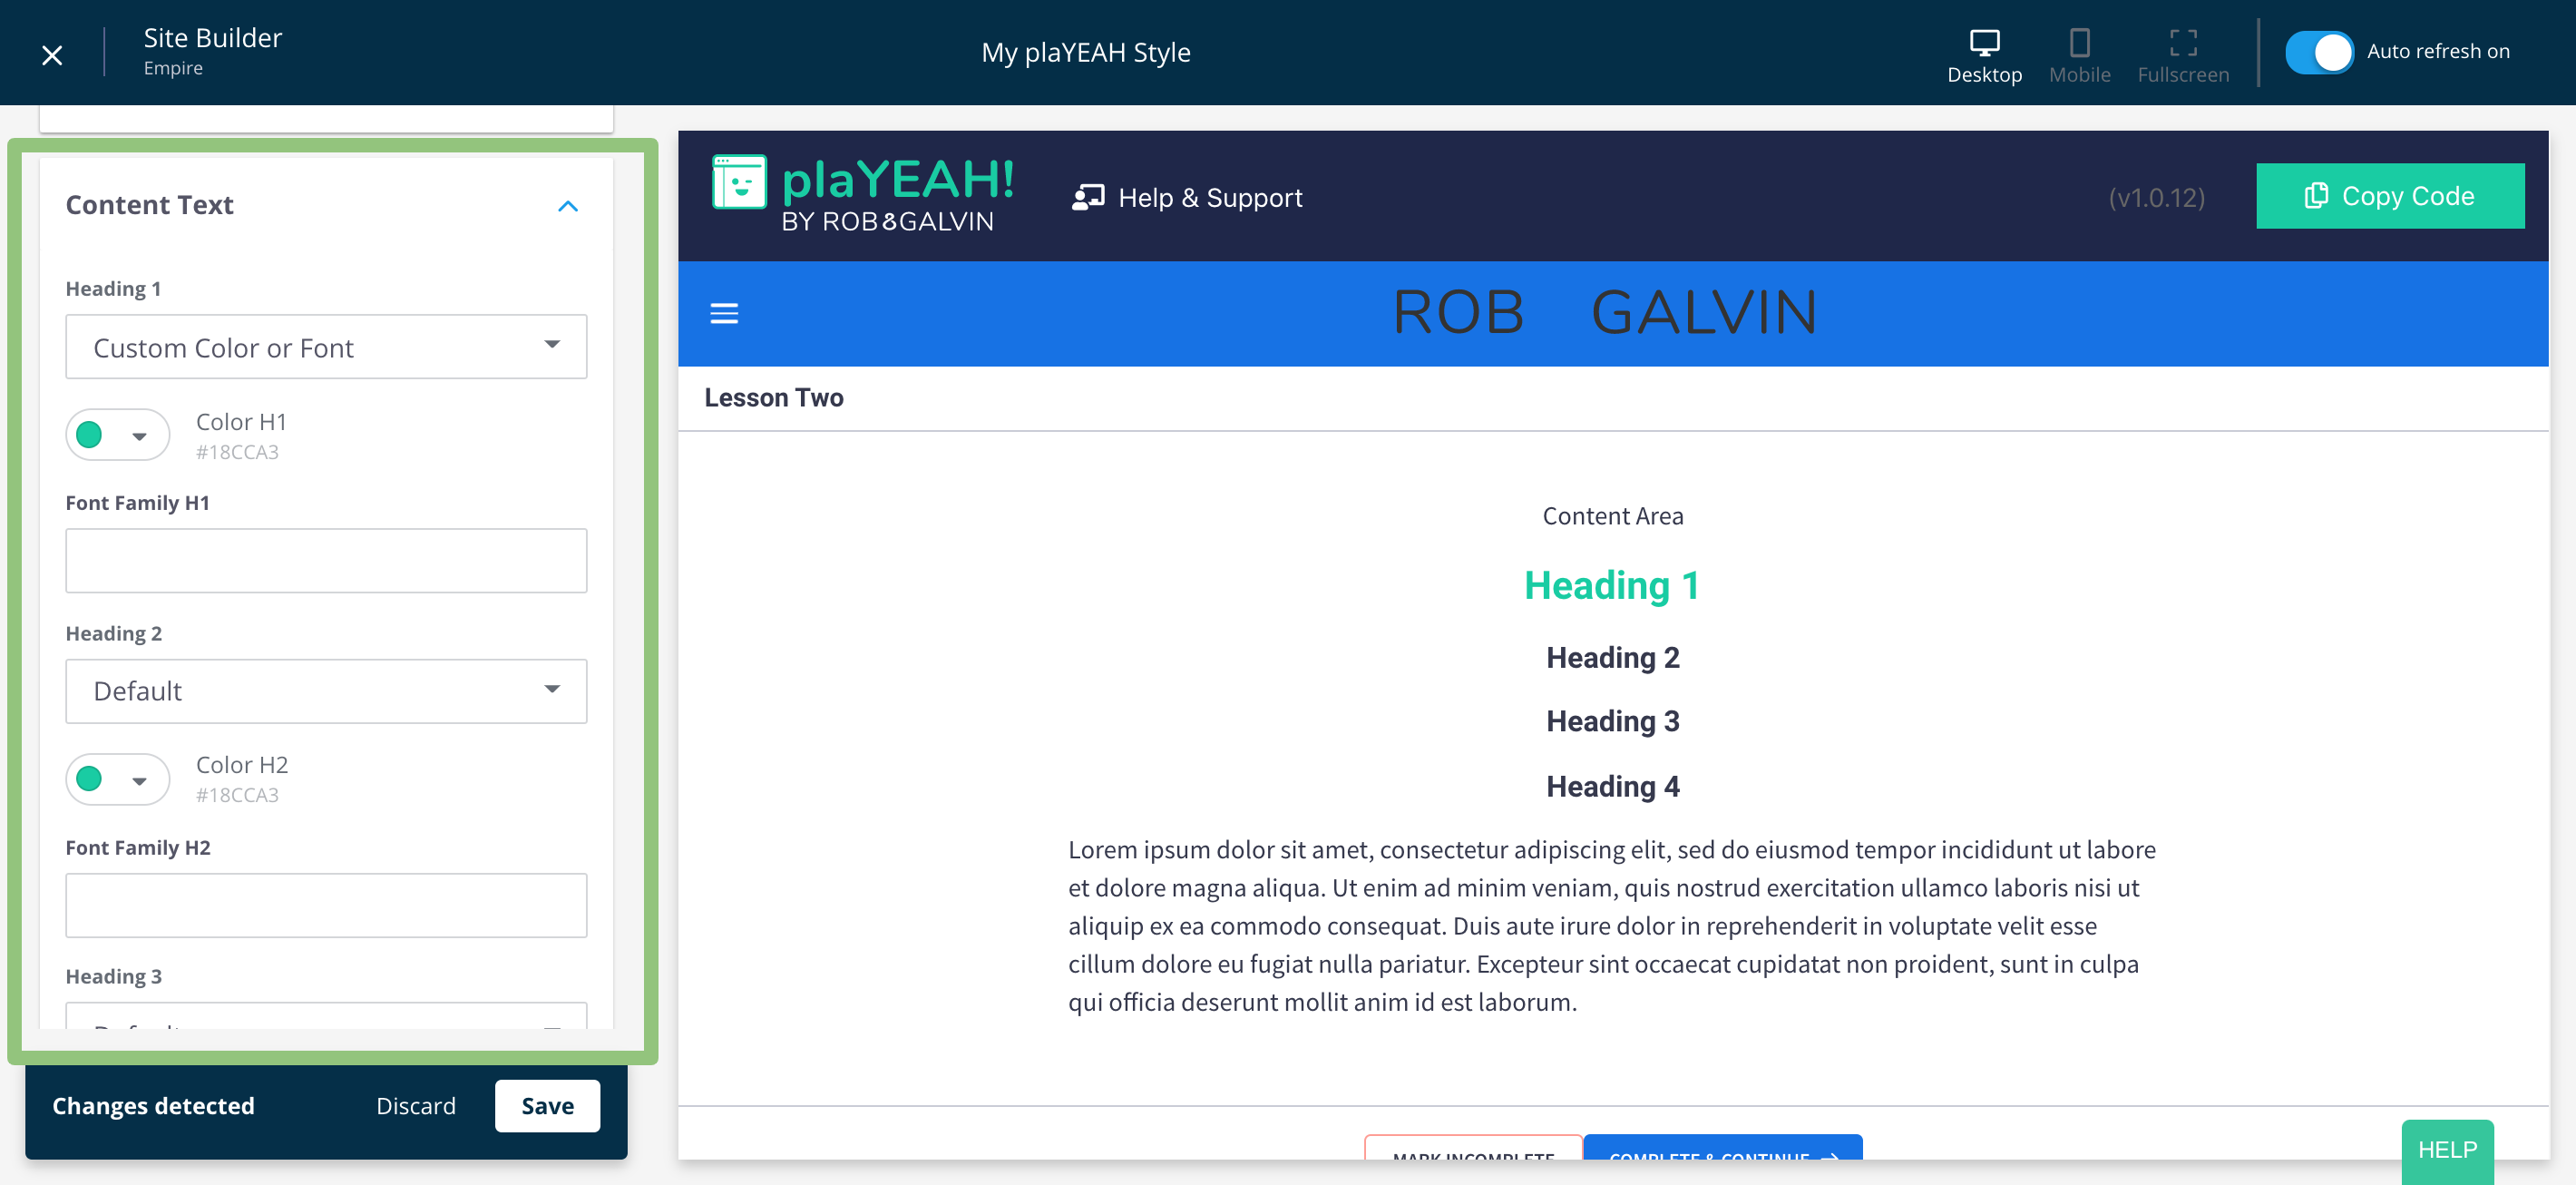 Site Builder
Empire
My plaYEAH Style
Desktop
Mobile
Fullscreen
Auto refresh on
Content Text
Heading 1
Custom Color or Font
Color H1
#18CCA3
Font Family H1
Heading 2
Default
Color H2
#18CCA3
Font Family H2
Heading 3
Default
Changes detected
Discard
Save
plaYEAH!
BY ROB&GALVIN
Help & Support
(v1.0.12)
Copy Code
ROB GALVIN
Lesson Two
Content Area
Heading 1
Heading 2
Heading 3
Heading 4
Lorem ipsum dolor sit amet, consectetur adipiscing elit, sed do eiusmod tempor incididunt ut labore
et dolore magna aliqua. Ut enim ad minim veniam, quis nostrud exercitation ullamco laboris nisi ut
aliquip ex ea commodo consequat. Duis aute irure dolor in reprehenderit in voluptate velit esse
cillum dolore eu fugiat nulla pariatur. Excepteur sint occaecat cupidatat non proident, sunt in culpa
qui officia deserunt mollit anim id est laborum.
MARK INCOMPLETE
COMPLETE & CONTINUE →
HELP